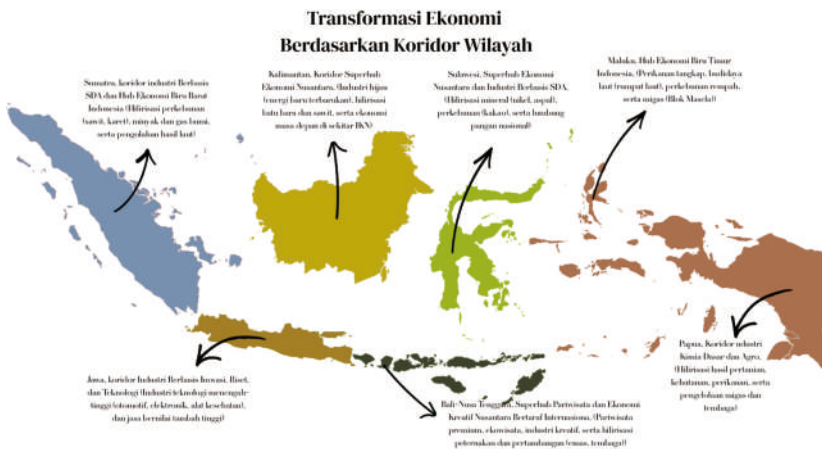 Transformasi Ekonomi
Berdasarkan Koridor Wilayah
Sumatra, koridor industri Berbasis
SDA dan Hub Ekonomi Biru Barat
Indonesia (Hilirisasi perkebunan
(sawit, karet), minyak dan gas bumi,
serta pengolahan hasil laut)
Kalimantan, Koridor Superhub
Ekonomi Nusantara, (Industri hijau
(energi baru terbarukan), hilirisasi
batu bara dan sawit, serta ekonomi
masa depan di sekitar IKN)
Sulawesi, Superhub Ekonomi
Nusantara dan Industri Berbasis SDA,
(Hilirisasi mineral (nikel, aspal),
perkebunan (kakao), serta lumbung
pangan nasional)
Maluku, Hub Ekonomi Biru Timur
Indonesia, (Perikanan tangkap, budidaya
laut (rumput laut), perkebunan rempah,
serta migas (Blok Masela))
Jawa, koridor Industri Berbasis Inovasi, Riset,
dan Teknologi (Industri teknologi menengah-
tinggi (otomotif, elektronik, alat kesehatan),
dan jasa bernilai tambah tinggi)
Bali-Nusa Tenggara, Superhub Pariwisata dan Ekonomi
Kreatif Nusantara Bertaraf Internasiona, (Pariwisata
premium, ekowisata, industri kreatif, serta hilirisasi
peternakan dan pertambangan (emas, tembaga))
Papua, Koridor ndustri
Kimia Dasar dan Agro,
(Hilirisasi hasil pertanian,
kehutanan, perikanan, serta
pengelohan migas dan
tembaga)